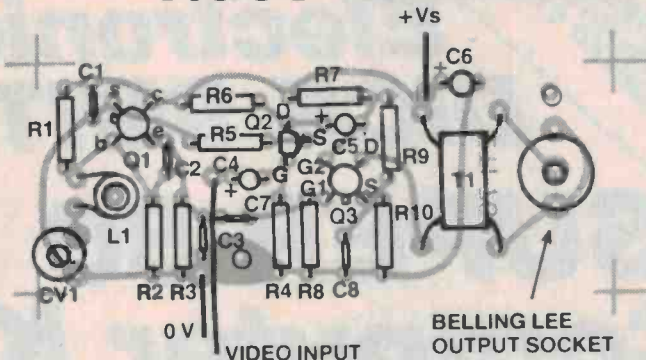 +Vs
C6
C1
R7
R1
s
c
R6
D
Q2
+
S
C5
D
b
e
R5
Q1
C2
C4
G
G2
G1
S
R9
T1
+
C7
Q3
R10
L1
C3
CV1
R2
R3
R4
R8
C8
0 V
VIDEO INPUT
BELLING LEE
OUTPUT SOCKET